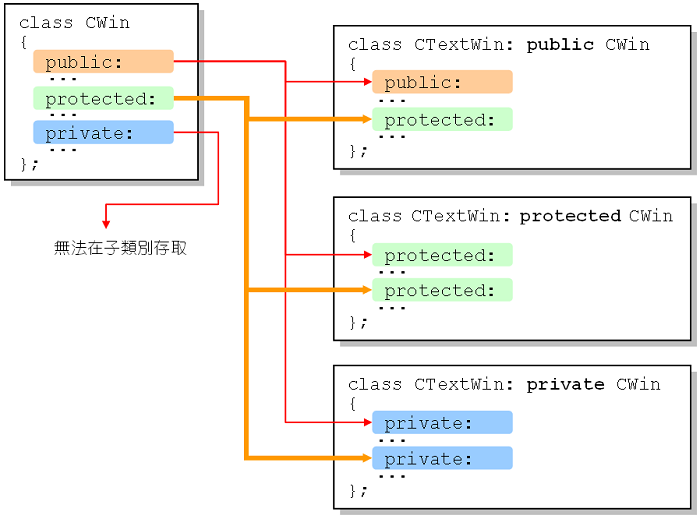 class CWin
{
public:
...
protected:
...
private:
...
};
無法在子類別存取
class CTextWin: public CWin
{
public:
...
protected:
...
};
class CTextWin: protected CWin
{
protected:
...
protected:
...
};
class CTextWin: private CWin
{
private:
...
private:
...
};